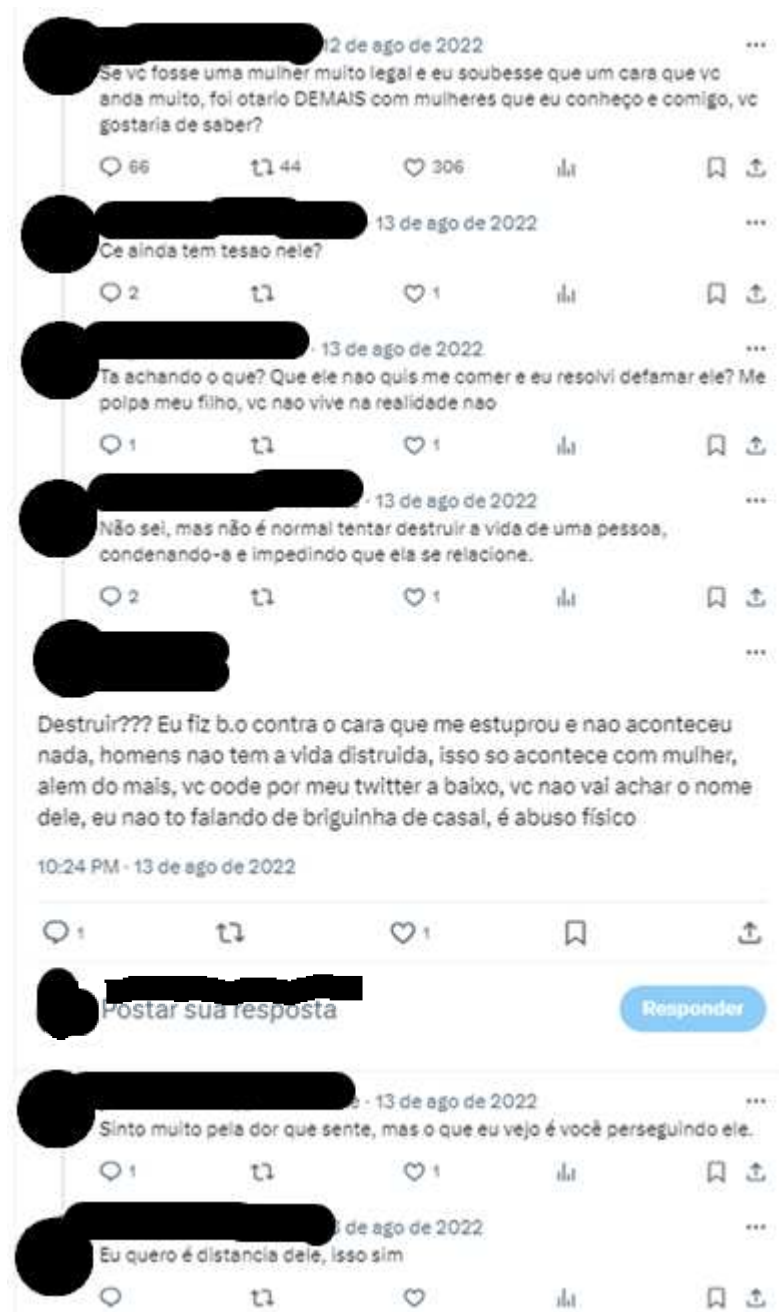 12 de ago de 2022
Se vc fosse uma mulher muito legal e eu soubesse que um cara que vc
anda muito, foi otario DEMAIS com mulheres que eu conheço e comigo, vc
gostaria de saber?
66 44 306
· 13 de ago de 2022
Ce ainda tem tesao nele?
2 1
· 13 de ago de 2022
Ta achando o que? Que ele nao quis me comer e eu resolvi defamar ele? Me
polpa meu filho, vc nao vive na realidade nao
1 1
· 13 de ago de 2022
Não sei, mas não é normal tentar destruir a vida de uma pessoa,
condenando-a e impedindo que ela se relacione.
2 1
Destruir??? Eu fiz b.o contra o cara que me estuprou e nao aconteceu
nada, homens nao tem a vida distruida, isso so acontece com mulher,
alem do mais, vc oode por meu twitter a baixo, vc nao vai achar o nome
dele, eu nao to falando de briguinha de casal, é abuso físico
10:24 PM · 13 de ago de 2022
1 1
Postar sua resposta
Responder
· 13 de ago de 2022
Sinto muito pela dor que sente, mas o que eu vejo é você perseguindo ele.
1 1
de ago de 2022
Eu quero é distancia dele, isso sim